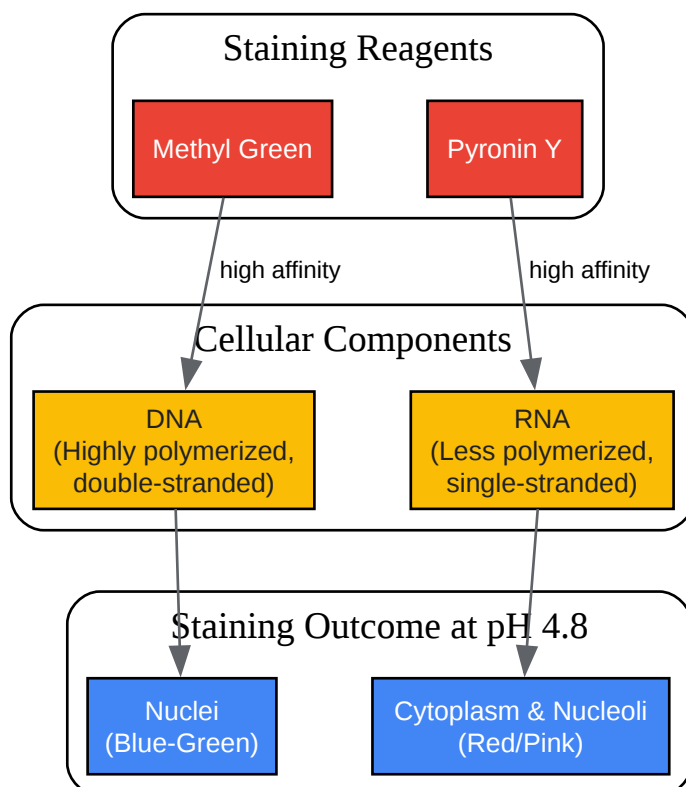 Staining Reagents
Methyl Green
Pyronin Y
high affinity
high affinity
Cellular Components
DNA
(Highly polymerized,
double-stranded)
RNA
(Less polymerized,
single-stranded)
Staining Outcome at pH 4.8
Nuclei
(Blue-Green)
Cytoplasm & Nucleoli
(Red/Pink)